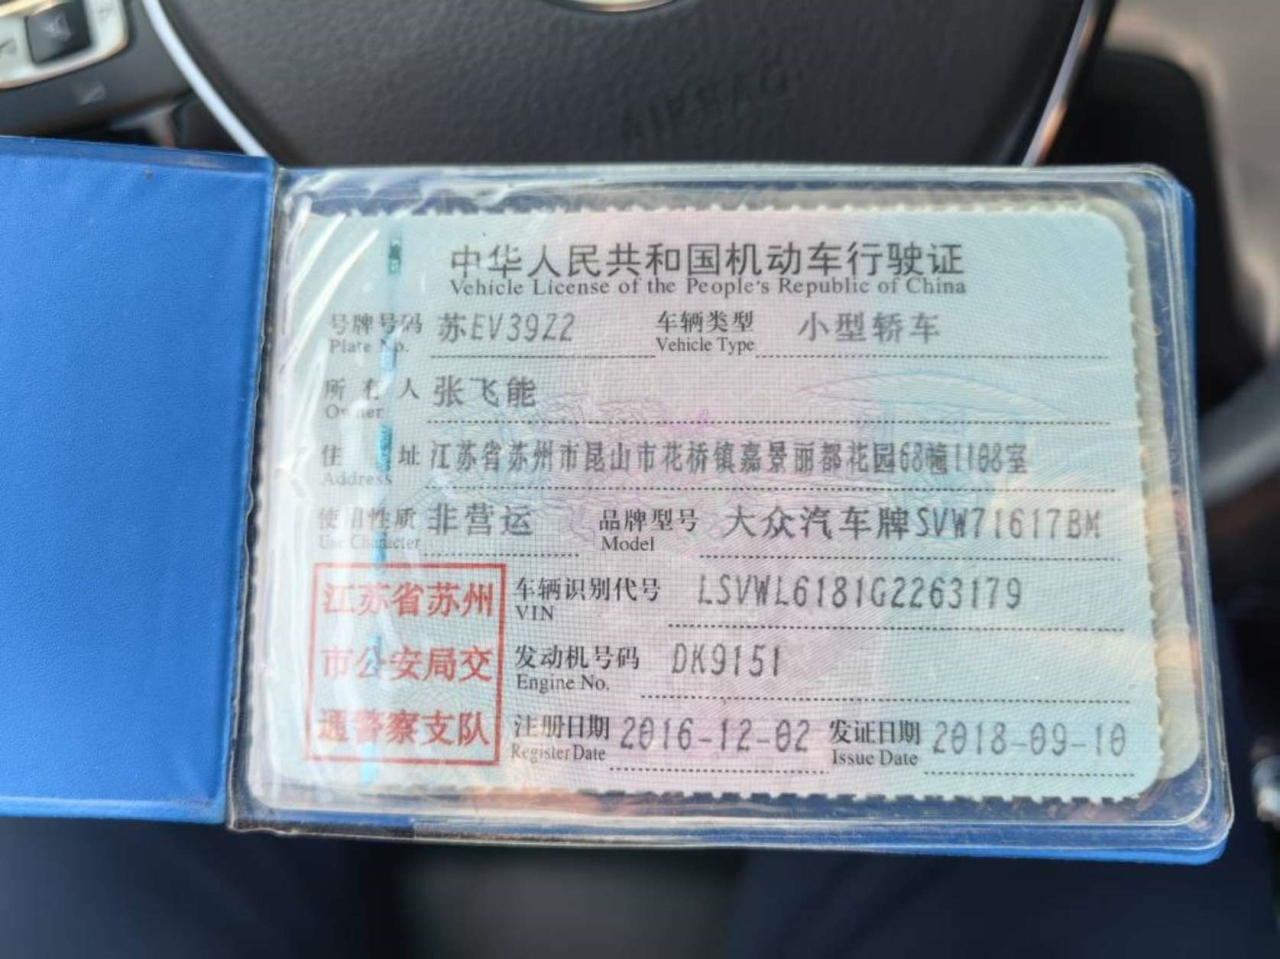 AIRBAG
中华人民共和国机动车行驶证
Vehicle License of the People's Republic of China
号牌号码 苏EV39Z2 车辆类型 小型轿车
Plate No. Vehicle Type
所有人 张飞能
Owner
住址 江苏省苏州市昆山市花桥镇嘉景丽都花园68幢1108室
Address
使用性质 非营运 品牌型号 大众汽车牌SVW71617BM
Use Character Model
江苏省苏州 车辆识别代号 LSVWL6181G2263179
VIN
市公安局交 发动机号码 DK9151
Engine No.
通警察支队 注册日期 2016-12-02 发证日期 2018-09-10
Register Date Issue Date